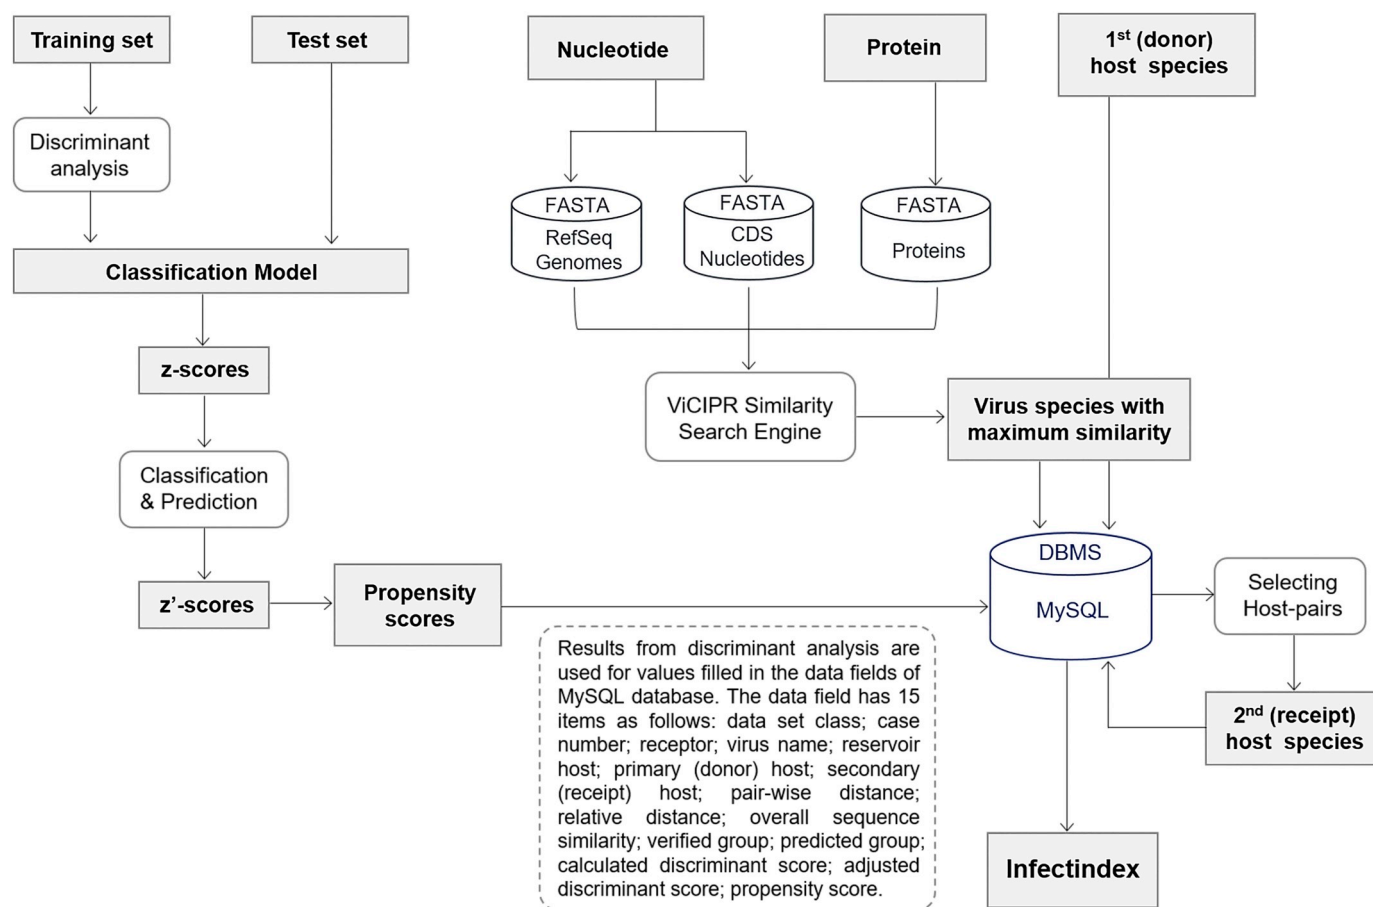 Training set
Test set
Nucleotide
Protein
1st (donor)
host species
Discriminant
analysis
FASTA
RefSeq
Genomes
FASTA
CDS
Nucleotides
FASTA
Proteins
Classification Model
z-scores
ViCIPR Similarity
Search Engine
Virus species with
maximum similarity
Classification
& Prediction
DBMS
MySQL
Selecting
Host-pairs
z’-scores
Propensity
scores
Results from discriminant analysis are
used for values filled in the data fields of
MySQL database. The data field has 15
items as follows: data set class; case
number; receptor; virus name; reservoir
host; primary (donor) host; secondary
(receipt) host; pair-wise distance;
relative distance; overall sequence
similarity; verified group; predicted group;
calculated discriminant score; adjusted
discriminant score; propensity score.
2nd (receipt)
host species
Infectindex